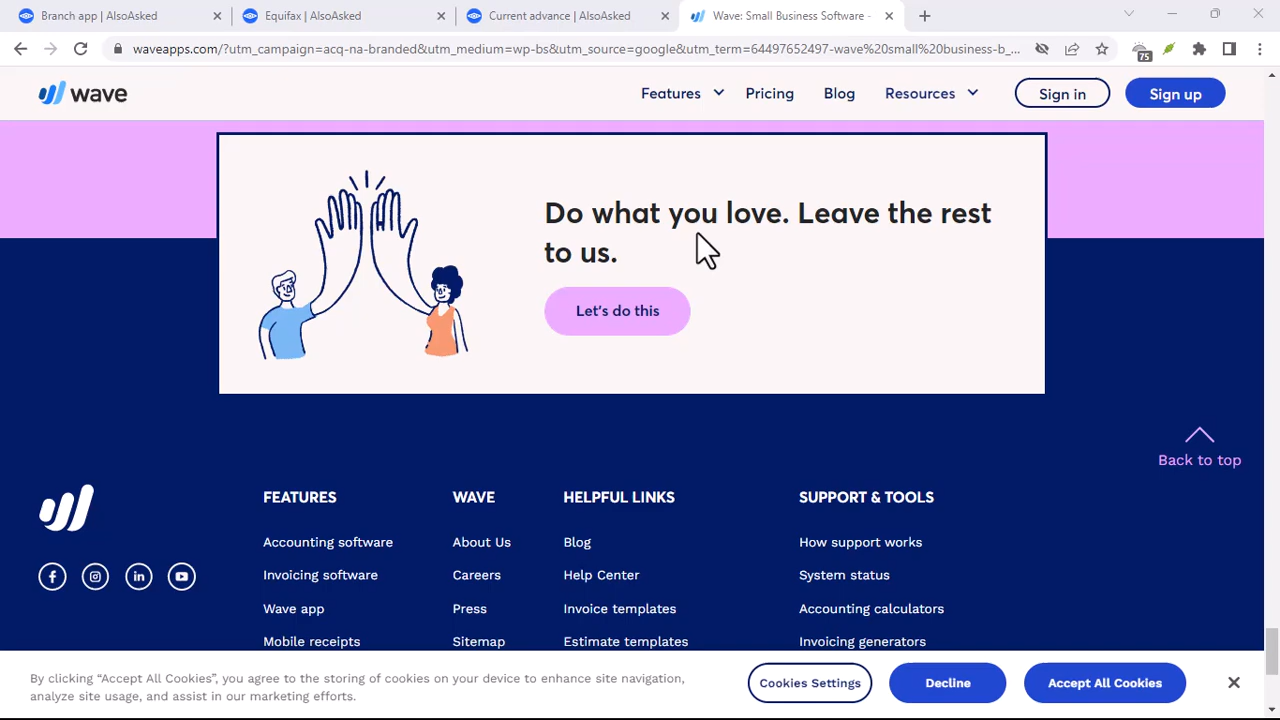 Branch app | AlsoAsked
Equifax | AlsoAsked
Current advance | AlsoAsked
Wave: Small Business Software -
waveapps.com/?utm_campaign=acq-na-branded&utm_medium=wp-bs&utm_source=google&utm_term=64497652497-wave%20small%20business-b_...
75
wave
Features
Pricing
Blog
Resources
Sign in
Sign up
Do what you love. Leave the rest
to us.
Let's do this
Back to top
FEATURES
Accounting software
Invoicing software
Wave app
Mobile receipts
WAVE
About Us
Careers
Press
Sitemap
HELPFUL LINKS
Blog
Help Center
Invoice templates
Estimate templates
SUPPORT & TOOLS
How support works
System status
Accounting calculators
Invoicing generators
By clicking “Accept All Cookies”, you agree to the storing of cookies on your device to enhance site navigation,
analyze site usage, and assist in our marketing efforts.
Cookies Settings
Decline
Accept All Cookies